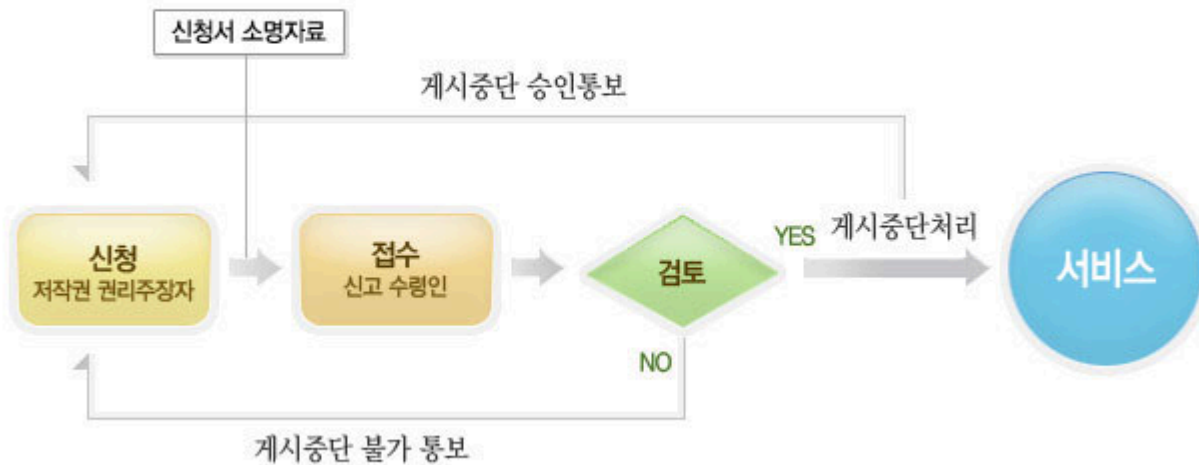 신청서 소명자료
게시중단 승인통보
신청
저작권 권리주장자
접수
신고 수령인
검토
YES
게시중단처리
서비스
NO
게시중단 불가 통보